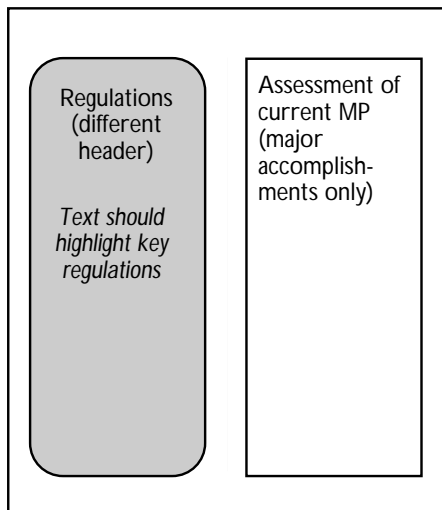 Regulations
(different
header)
Text should
highlight key
regulations
Assessment of
current MP
(major
accomplish-
ments only)